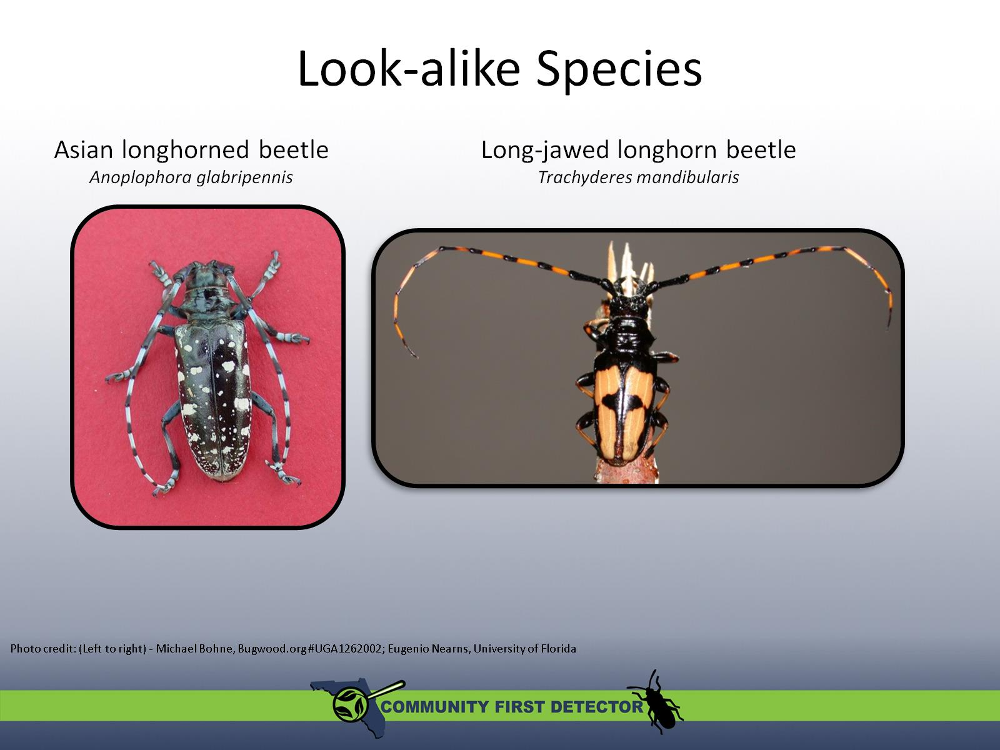 Look-alike Species
Asian longhorned beetle
Anoplophora glabripennis
Long-jawed longhorn beetle
Trachyderes mandibularis
Photo credit: (Left to right) - Michael Bohne, Bugwood.org #UGA1262002; Eugenio Nearns, University of Florida
COMMUNITY FIRST DETECTOR